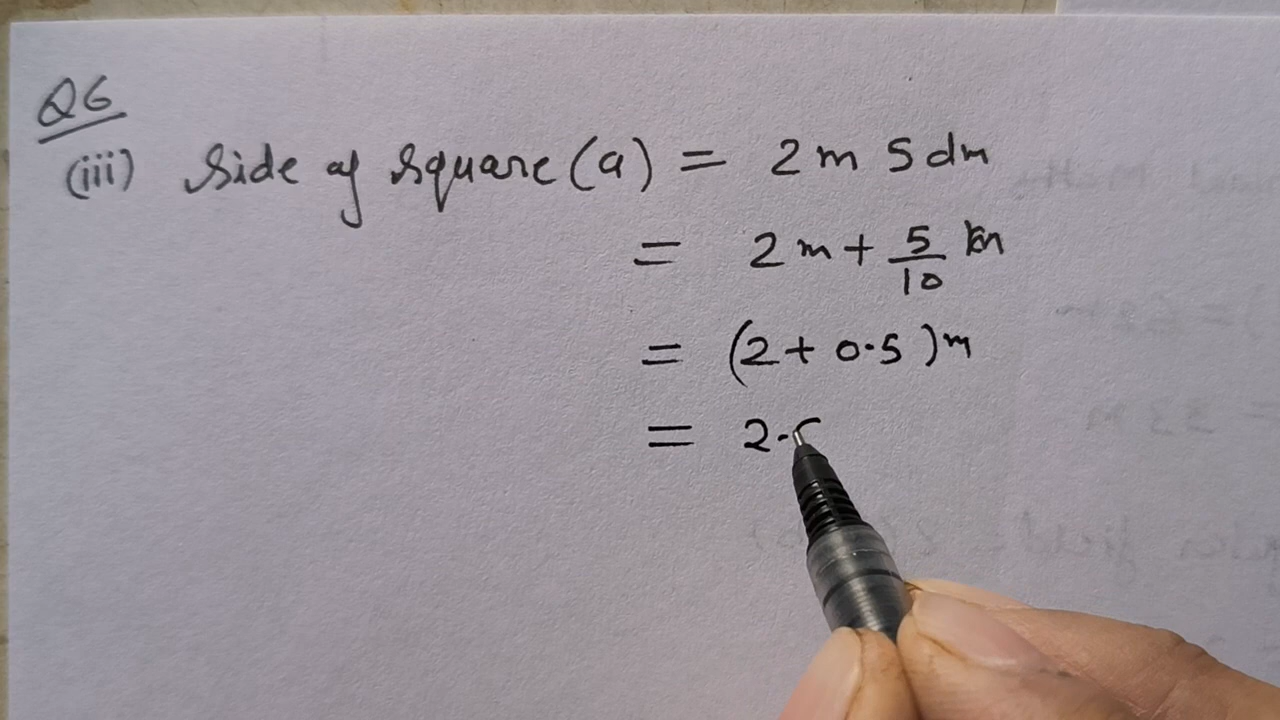 Q6
(iii) Side of square (a) = 2 m 5 dm
= 2 m + 5/10 m
= (2 + 0.5) m
= 2.5